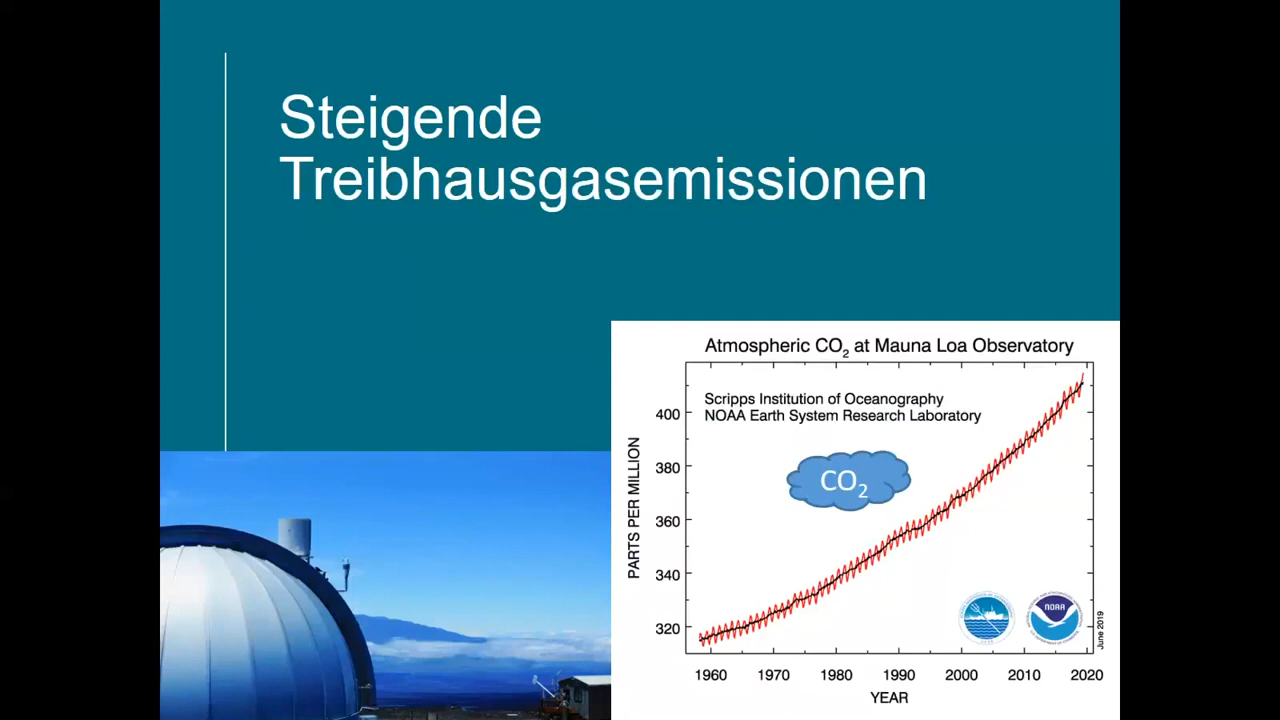 Steigende
Treibhausgasemissionen
Atmospheric CO₂ at Mauna Loa Observatory
Scripps Institution of Oceanography
NOAA Earth System Research Laboratory
CO₂
PARTS PER MILLION
400
380
360
340
320
1960 1970 1980 1990 2000 2010 2020
YEAR
NOAA
June 2019